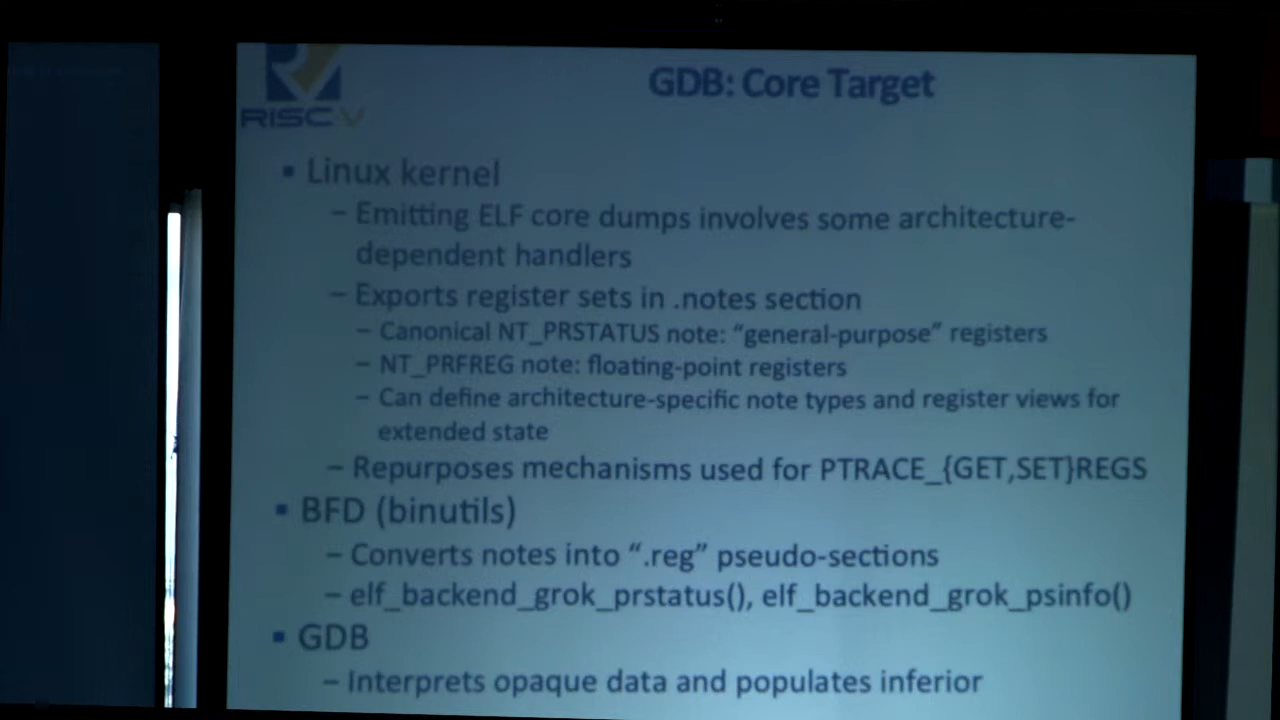 RISC V
GDB: Core Target
▪ Linux kernel
– Emitting ELF core dumps involves some architecture-
dependent handlers
– Exports register sets in .notes section
– Canonical NT_PRSTATUS note: “general-purpose” registers
– NT_PRFREG note: floating-point registers
– Can define architecture-specific note types and register views for
extended state
– Repurposes mechanisms used for PTRACE_{GET,SET}REGS
▪ BFD (binutils)
– Converts notes into “.reg” pseudo-sections
– elf_backend_grok_prstatus(), elf_backend_grok_psinfo()
▪ GDB
– Interprets opaque data and populates inferior